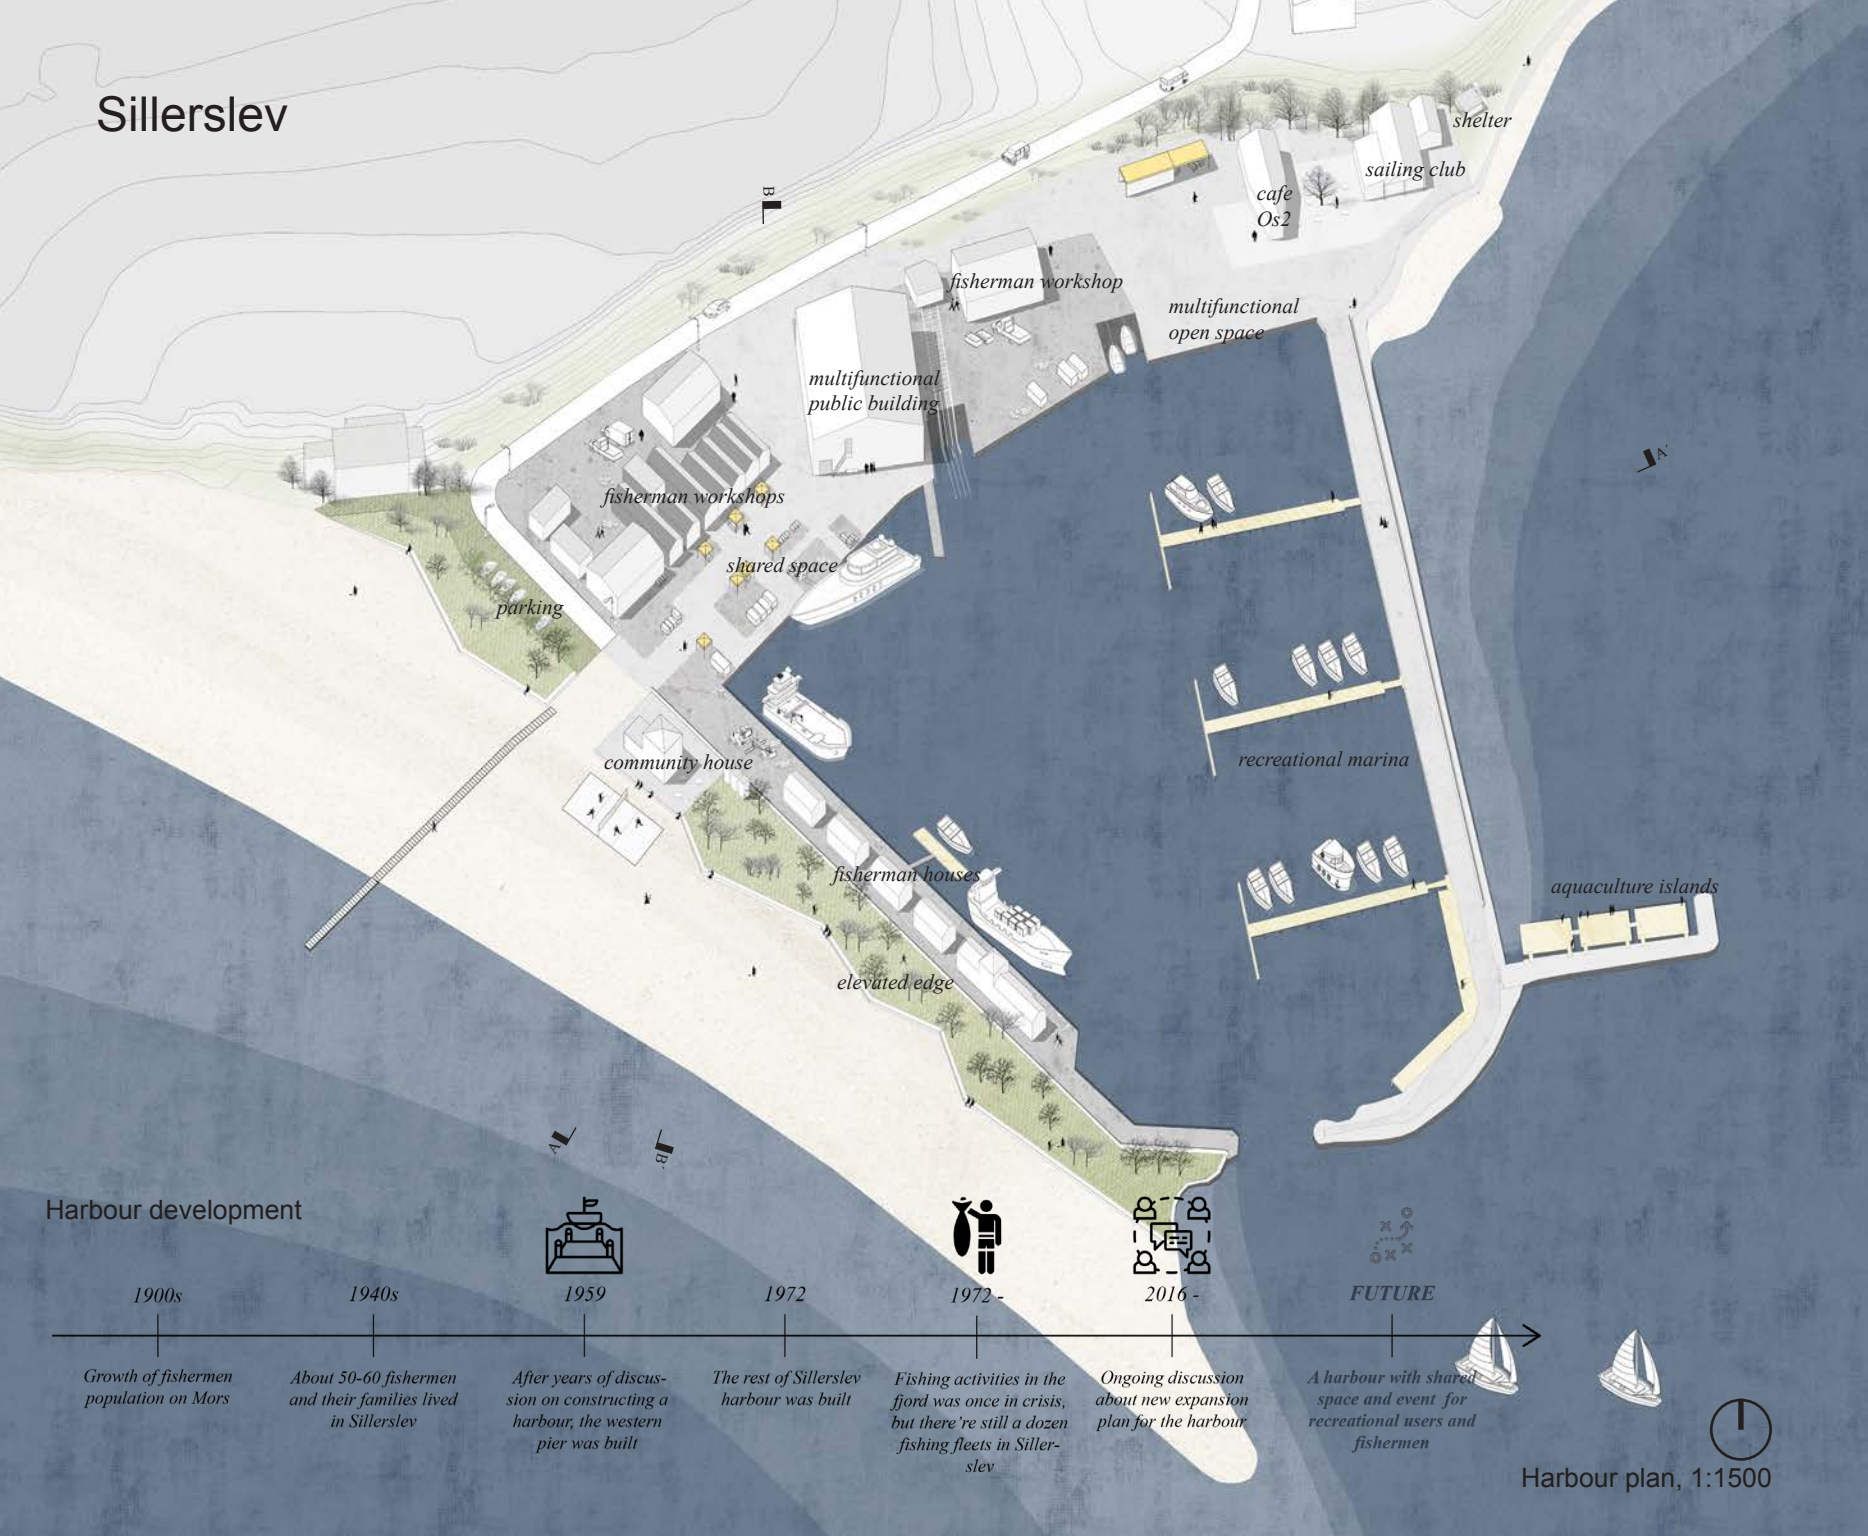 Sillerslev
shelter
sailing club
cafe
Os2
B
fisherman workshop
multifunctional
open space
multifunctional
public building
A'
fisherman workshops
shared space
parking
community house
recreational marina
fisherman houses
aquaculture islands
elevated edge
A
B'
Harbour development
1900s
Growth of fishermen
population on Mors
1940s
About 50-60 fishermen
and their families lived
in Sillerslev
1959
After years of discus-
sion on constructing a
harbour, the western
pier was built
1972
The rest of Sillerslev
harbour was built
1972 -
Fishing activities in the
fjord was once in crisis,
but there're still a dozen
fishing fleets in Siller-
slev
2016 -
Ongoing discussion
about new expansion
plan for the harbour
FUTURE
A harbour with shared
space and event for
recreational users and
fishermen
Harbour plan, 1:1500